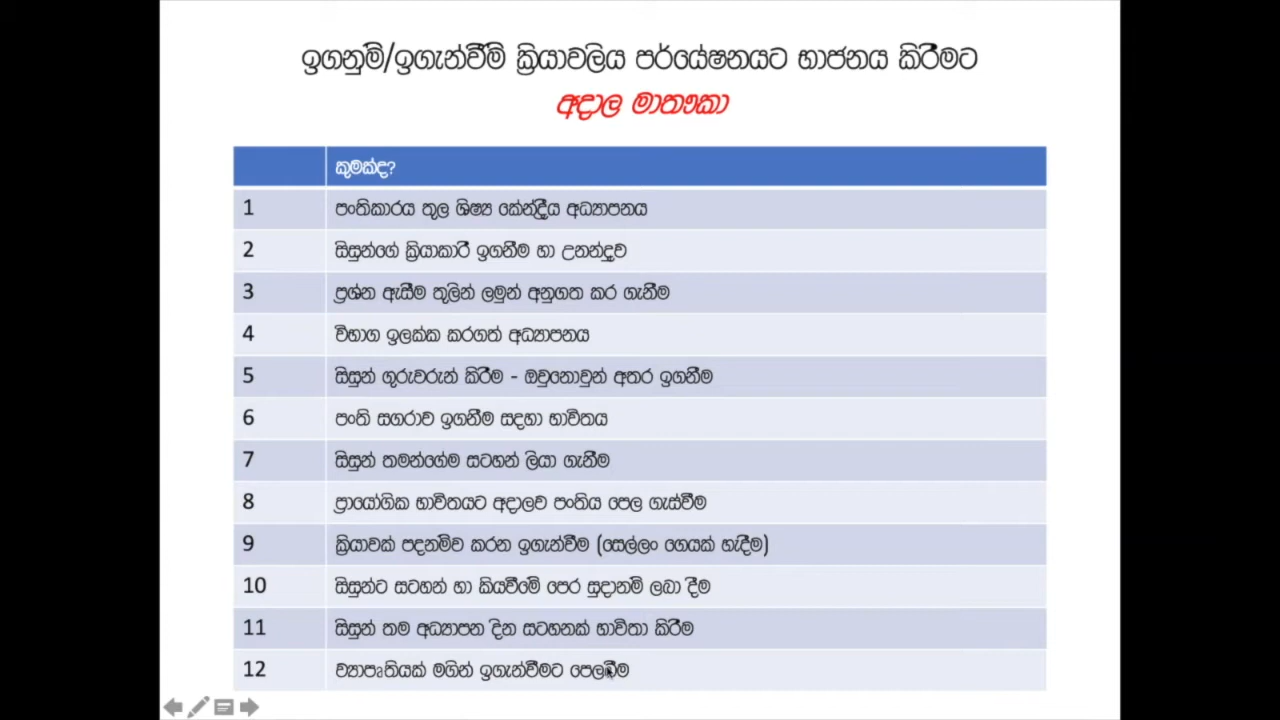 ඉගනුම්/ඉගැන්වීම් ක්‍රියාවලිය පර්යේෂනයට භාජනය කිරීමට
අදාල මාතෘකා
කුමක්ද?
1 පංතිකාරය තුල ශිෂ්‍ය කේන්ද්‍රීය අධ්‍යාපනය
2 සිසුන්ගේ ක්‍රියාකාරී ඉගනීම හා උනන්දුව
3 ප්‍රශ්න ඇසීම තුලින් ලමුන් අනුගත කර ගැනීම
4 විභාග ඉලක්ක කරගත් අධ්‍යාපනය
5 සිසුන් ගුරුවරුන් කිරීම - ඔවුනොවුන් අතර ඉගනීම
6 පංති සගරාව ඉගනීම සදහා භාවිතය
7 සිසුන් තමන්ගේම සටහන් ලියා ගැනීම
8 ප්‍රායෝගික භාවිතයට අදාලව පංතිය පෙල ගැස්වීම
9 ක්‍රියාවක් පදනම්ව කරන ඉගැන්වීම (සෙල්ලං ගෙයක් හැදීම)
10 සිසුන්ට සටහන් හා කියවීමේ පෙර සුදානම් ලබා දීම
11 සිසුන් තම අධ්‍යාපන දින සටහනක් භාවිතා කිරීම
12 ව්‍යාපෘතියක් මගින් ඉගැන්වීමට පෙලබීම